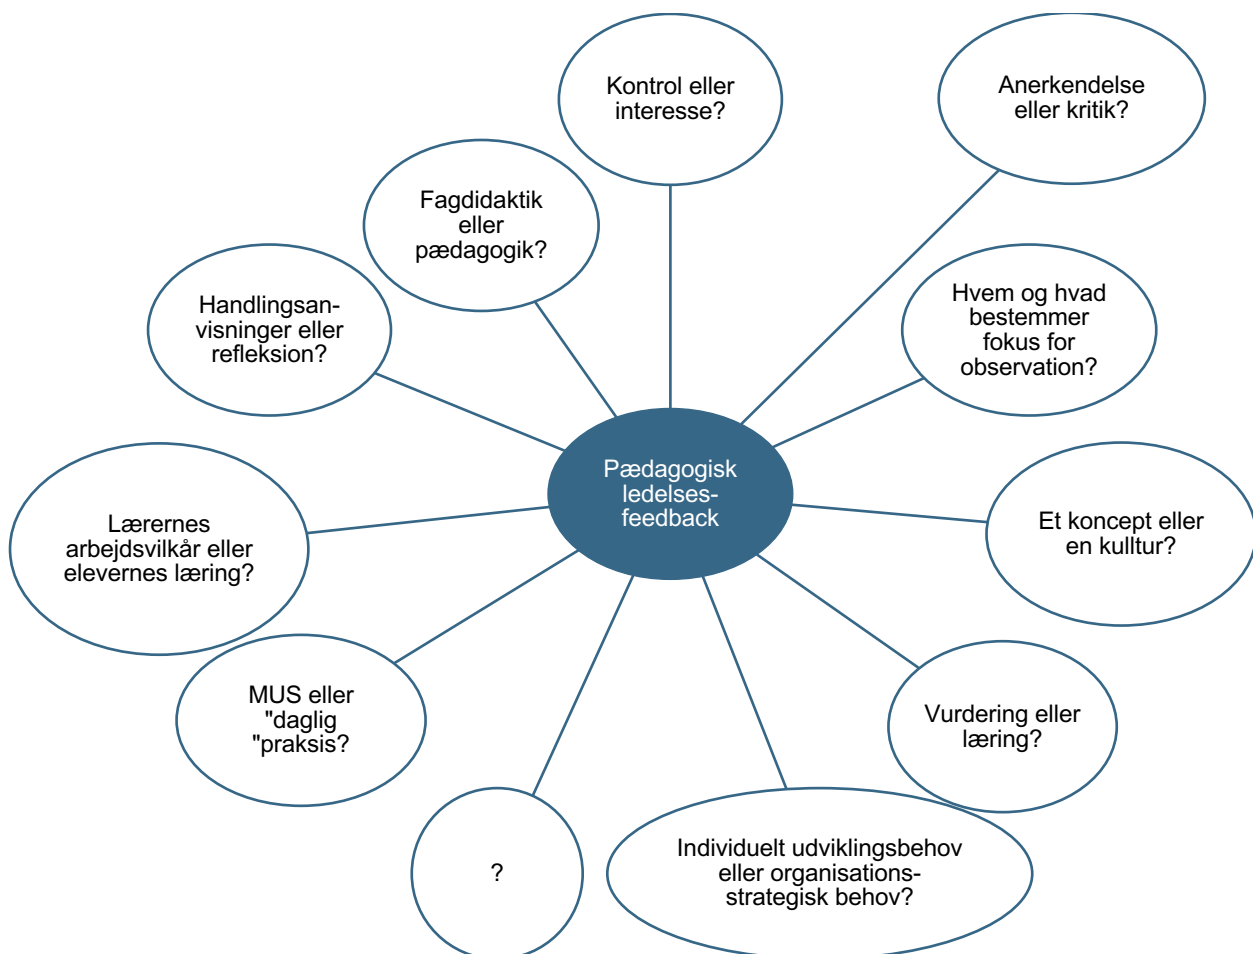 Kontrol eller
interesse?
Anerkendelse
eller kritik?
Fagdidaktik
eller
pædagogik?
Hvem og hvad
bestemmer
fokus for
observation?
Handlingsan-
visninger eller
refleksion?
Pædagogisk
ledelses-
feedback
Lærernes
arbejdsvilkår eller
elevernes læring?
Et koncept eller
en kulltur?
MUS eller
"daglig
"praksis?
Vurdering eller
læring?
?
Individuelt udviklingsbehov
eller organisations-
strategisk behov?